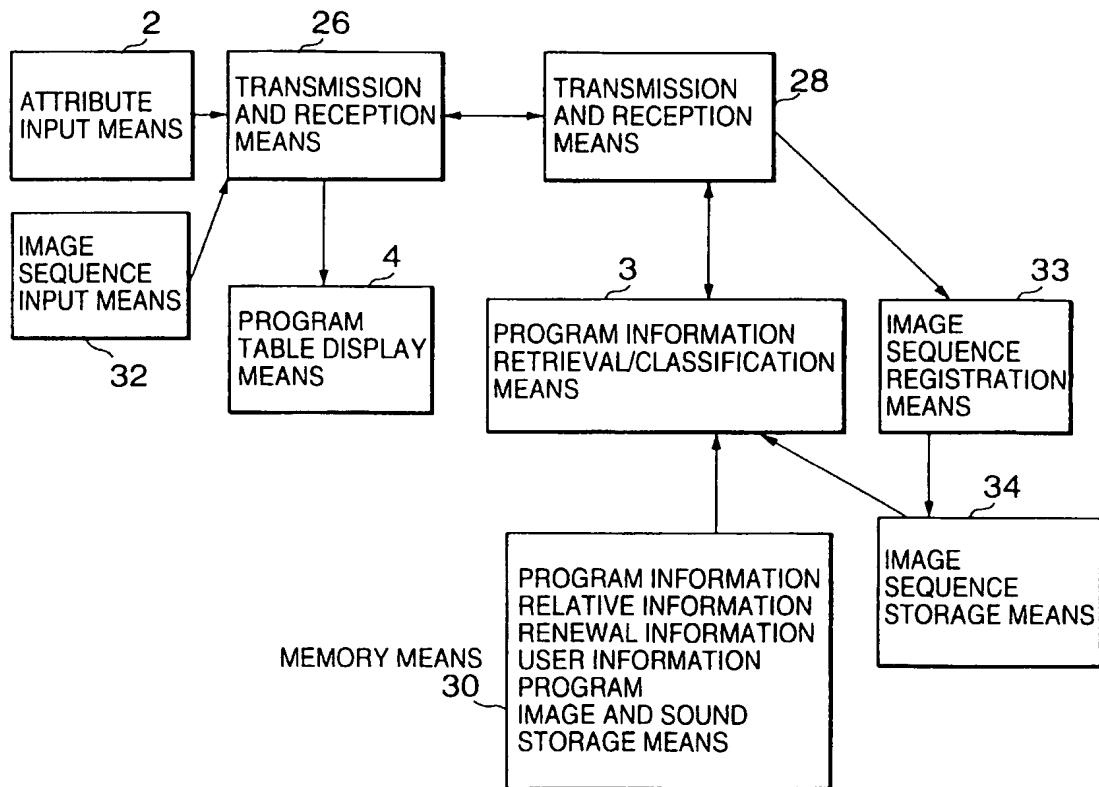 2
ATTRIBUTE
INPUT MEANS
26
TRANSMISSION
AND RECEPTION
MEANS
TRANSMISSION
AND RECEPTION
MEANS
28
IMAGE
SEQUENCE
INPUT MEANS
32
4
PROGRAM
TABLE DISPLAY
MEANS
3
PROGRAM INFORMATION
RETRIEVAL/CLASSIFICATION
MEANS
33
IMAGE
SEQUENCE
REGISTRATION
MEANS
34
IMAGE
SEQUENCE
STORAGE MEANS
MEMORY MEANS
30
PROGRAM INFORMATION
RELATIVE INFORMATION
RENEWAL INFORMATION
USER INFORMATION
PROGRAM
IMAGE AND SOUND
STORAGE MEANS